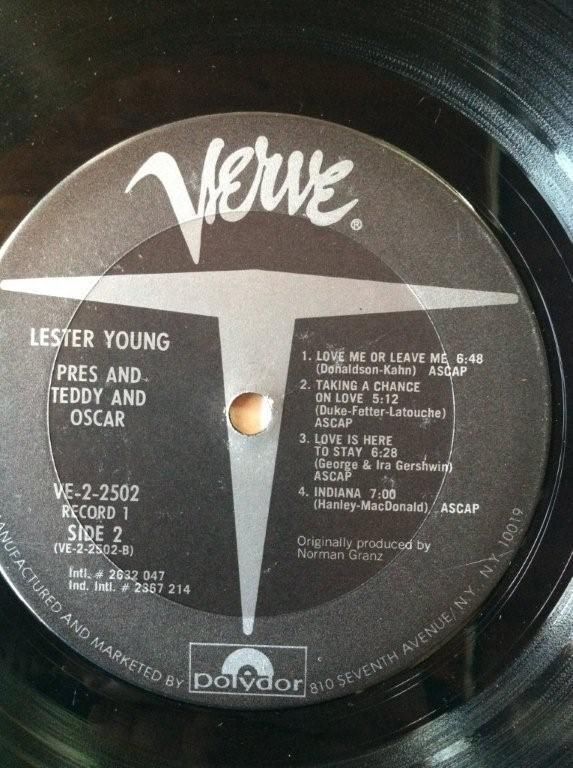 Verve®
LESTER YOUNG
PRES AND
TEDDY AND
OSCAR
VE-2-2502
RECORD 1
SIDE 2
(VE-2-2502-B)
Intl. # 2632 047
Ind. Intl. # 2367 214
1. LOVE ME OR LEAVE ME 6:48
(Donaldson-Kahn) ASCAP
2. TAKING A CHANCE
ON LOVE 5:12
(Duke-Fetter-Latouche)
ASCAP
3. LOVE IS HERE
TO STAY 6:28
(George & Ira Gershwin)
ASCAP
4. INDIANA 7:00
(Hanley-MacDonald) ASCAP
Originally produced by
Norman Granz
MANUFACTURED AND MARKETED BY polydor 810 SEVENTH AVENUE/N.Y. N.Y. 10019